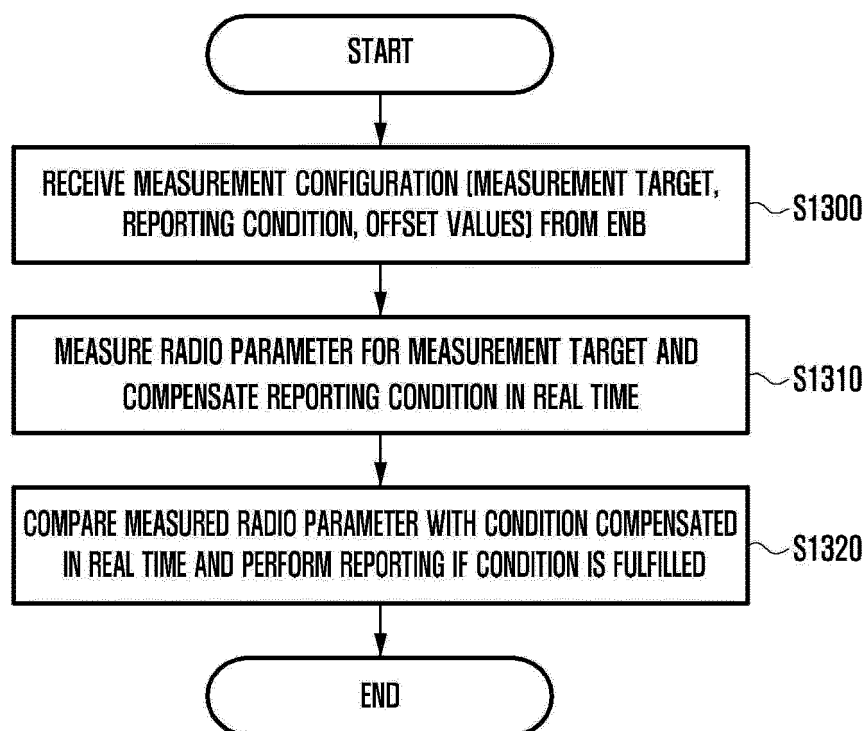 START
RECEIVE MEASUREMENT CONFIGURATION (MEASUREMENT TARGET,
REPORTING CONDITION, OFFSET VALUES) FROM ENB
S1300
MEASURE RADIO PARAMETER FOR MEASUREMENT TARGET AND
COMPENSATE REPORTING CONDITION IN REAL TIME
S1310
COMPARE MEASURED RADIO PARAMETER WITH CONDITION COMPENSATED
IN REAL TIME AND PERFORM REPORTING IF CONDITION IS FULFILLED
S1320
END